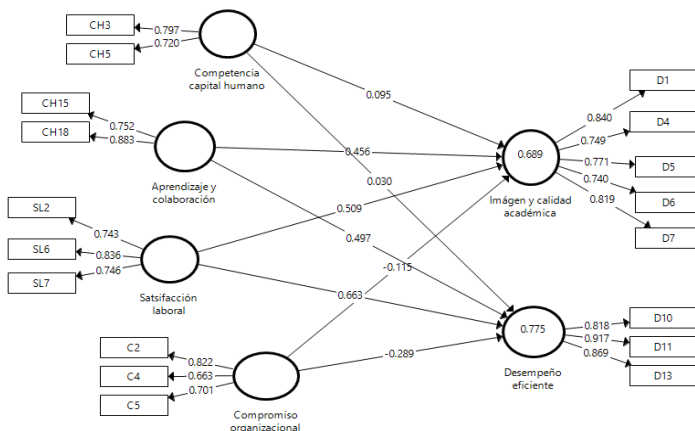 CH3
0.797
CH5
0.720
Competencia
capital humano
CH15
0.752
CH18
0.883
Aprendizaje y
colaboración
SL2
0.743
SL6
0.836
SL7
0.746
Satsifacción
laboral
C2
0.822
C4
0.663
C5
0.701
Compromiso
organizacional
0.095
0.456
0.030
0.509
0.497
-0.115
0.663
-0.289
0.689
Imágen y calidad
académica
0.840
D1
0.749
D4
0.771
D5
0.740
D6
0.819
D7
0.775
Desempeño
eficiente
0.818
D10
0.917
D11
0.869
D13